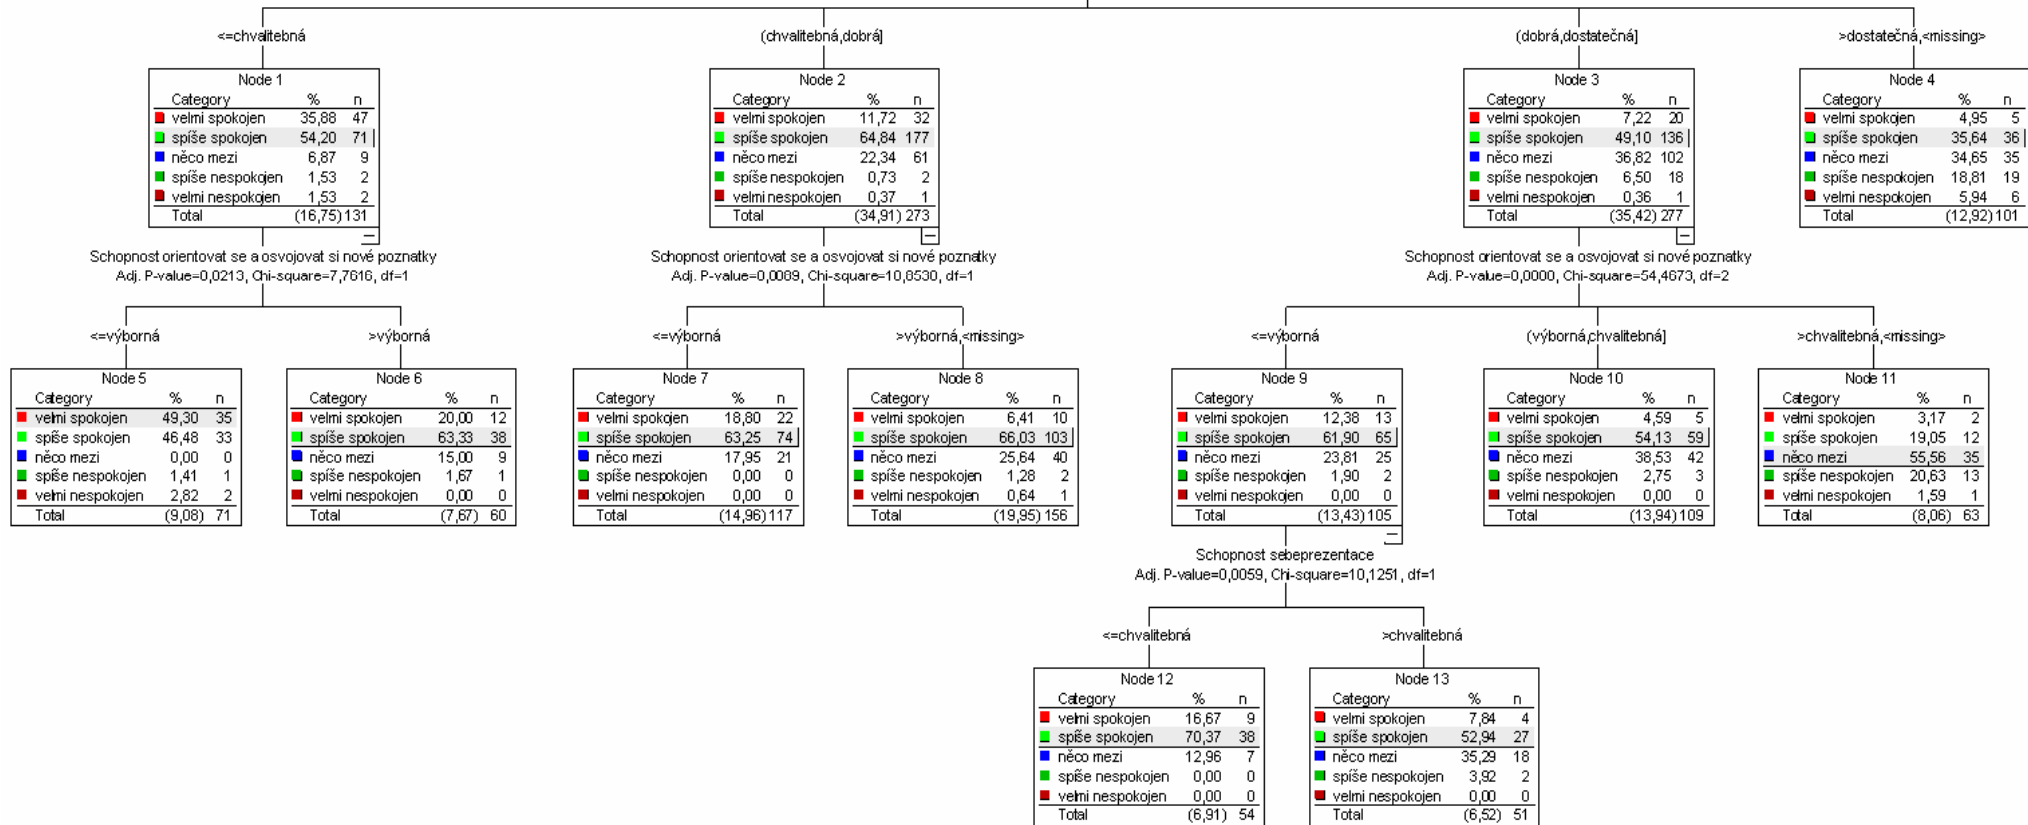 <=chvalitebná
(chvalitebná,dobrá]
(dobrá,dostatečná]
>dostatečná,<missing>
Node 1
Category % n
velmi spokojen 35,88 47
spíše spokojen 54,20 71
něco mezi 6,87 9
spíše nespokojen 1,53 2
velmi nespokojen 1,53 2
Total (16,75) 131
Node 2
Category % n
velmi spokojen 11,72 32
spíše spokojen 64,84 177
něco mezi 22,34 61
spíše nespokojen 0,73 2
velmi nespokojen 0,37 1
Total (34,91) 273
Node 3
Category % n
velmi spokojen 7,22 20
spíše spokojen 49,10 136
něco mezi 36,82 102
spíše nespokojen 6,50 18
velmi nespokojen 0,36 1
Total (35,42) 277
Node 4
Category % n
velmi spokojen 4,95 5
spíše spokojen 35,64 36
něco mezi 34,65 35
spíše nespokojen 18,81 19
velmi nespokojen 5,94 6
Total (12,92) 101
Schopnost orientovat se a osvojovat si nové poznatky
Adj. P-value=0,0213, Chi-square=7,7616, df=1
Schopnost orientovat se a osvojovat si nové poznatky
Adj. P-value=0,0089, Chi-square=10,8530, df=1
Schopnost orientovat se a osvojovat si nové poznatky
Adj. P-value=0,0000, Chi-square=54,4673, df=2
<=výborná
>výborná
<=výborná
>výborná,<missing>
<=výborná
(výborná,chvalitebná]
>chvalitebná,<missing>
Node 5
Category % n
velmi spokojen 49,30 35
spíše spokojen 46,48 33
něco mezi 0,00 0
spíše nespokojen 1,41 1
velmi nespokojen 2,82 2
Total (9,08) 71
Node 6
Category % n
velmi spokojen 20,00 12
spíše spokojen 63,33 38
něco mezi 15,00 9
spíše nespokojen 1,67 1
velmi nespokojen 0,00 0
Total (7,67) 60
Node 7
Category % n
velmi spokojen 18,80 22
spíše spokojen 63,25 74
něco mezi 17,95 21
spíše nespokojen 0,00 0
velmi nespokojen 0,00 0
Total (14,96) 117
Node 8
Category % n
velmi spokojen 6,41 10
spíše spokojen 66,03 103
něco mezi 25,64 40
spíše nespokojen 1,28 2
velmi nespokojen 0,64 1
Total (19,95) 156
Node 9
Category % n
velmi spokojen 12,38 13
spíše spokojen 61,90 65
něco mezi 23,81 25
spíše nespokojen 1,90 2
velmi nespokojen 0,00 0
Total (13,43) 105
Node 10
Category % n
velmi spokojen 4,59 5
spíše spokojen 54,13 59
něco mezi 38,53 42
spíše nespokojen 2,75 3
velmi nespokojen 0,00 0
Total (13,94) 109
Node 11
Category % n
velmi spokojen 3,17 2
spíše spokojen 19,05 12
něco mezi 55,56 35
spíše nespokojen 20,63 13
velmi nespokojen 1,59 1
Total (8,06) 63
Schopnost sebeprezentace
Adj. P-value=0,0059, Chi-square=10,1251, df=1
<=chvalitebná
>chvalitebná
Node 12
Category % n
velmi spokojen 16,67 9
spíše spokojen 70,37 38
něco mezi 12,96 7
spíše nespokojen 0,00 0
velmi nespokojen 0,00 0
Total (6,91) 54
Node 13
Category % n
velmi spokojen 7,84 4
spíše spokojen 52,94 27
něco mezi 35,29 18
spíše nespokojen 3,92 2
velmi nespokojen 0,00 0
Total (6,52) 51